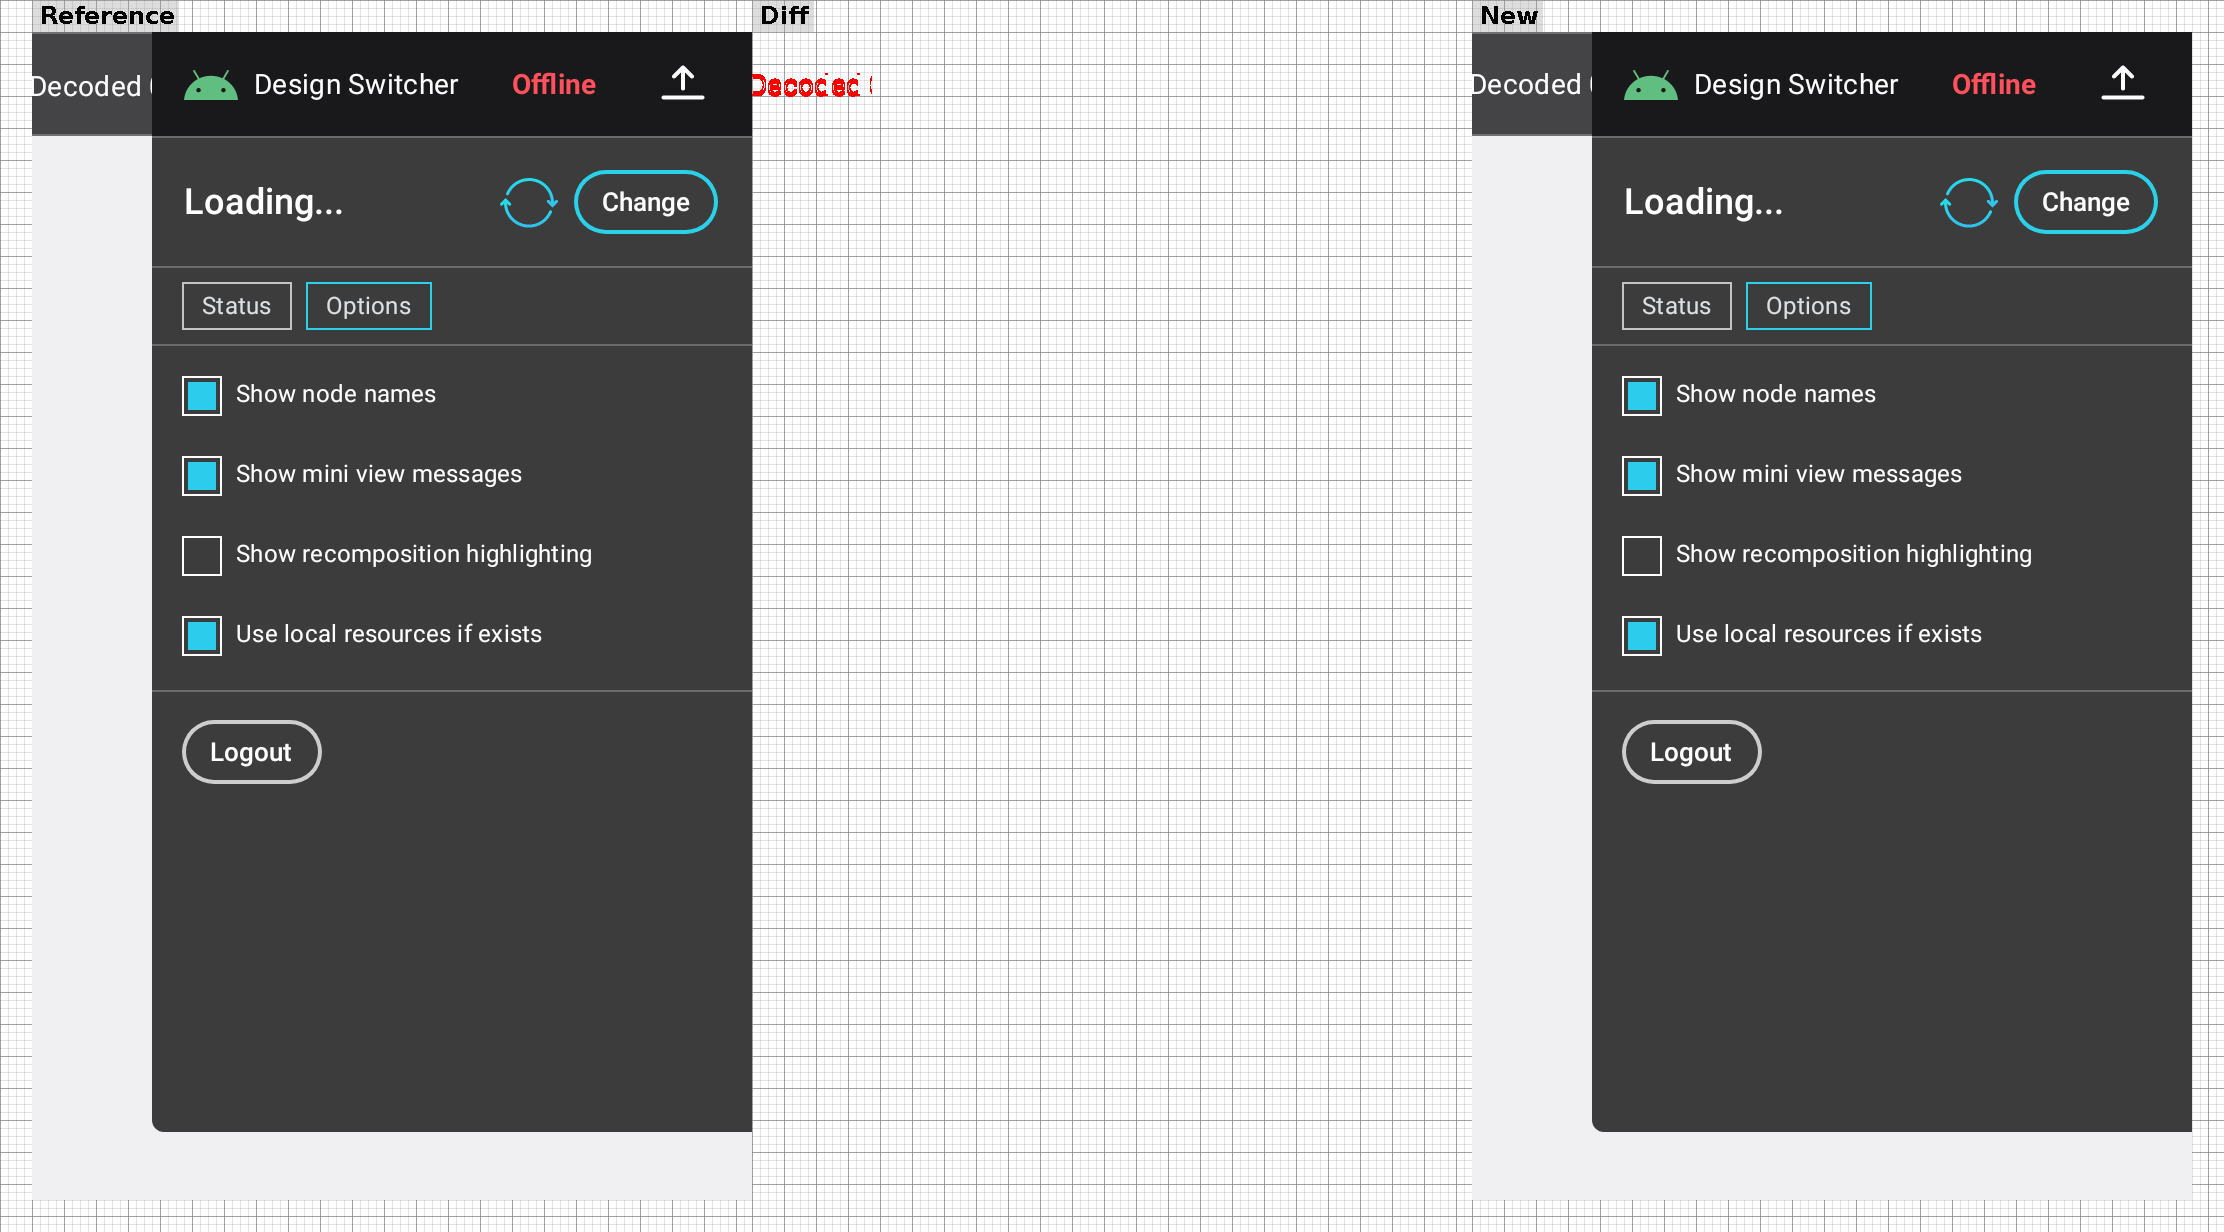 Reference
Diff
New
Decoded
Design Switcher
Offline
Decoded
Decoded
Design Switcher
Offline
Loading...
Change
Loading...
Change
Status
Options
Status
Options
Show node names
Show node names
Show mini view messages
Show mini view messages
Show recomposition highlighting
Show recomposition highlighting
Use local resources if exists
Use local resources if exists
Logout
Logout